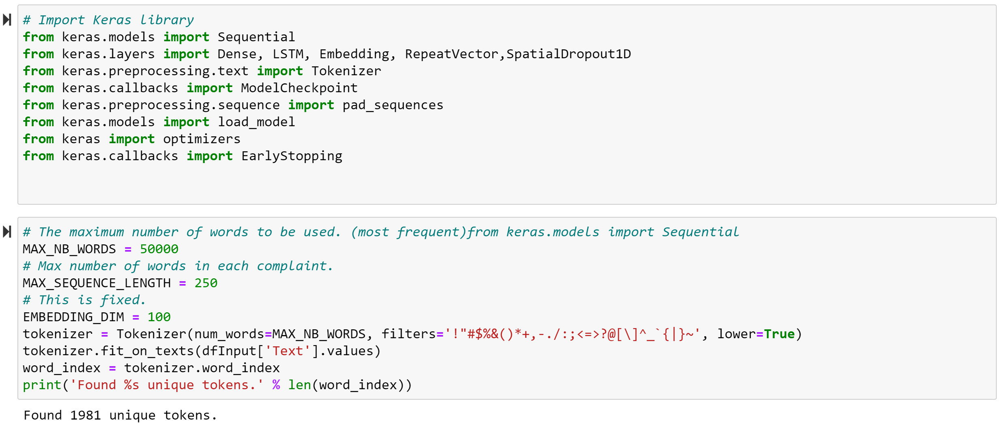 # Import Keras library
from keras.models import Sequential
from keras.layers import Dense, LSTM, Embedding, RepeatVector,SpatialDropout1D
from keras.preprocessing.text import Tokenizer
from keras.callbacks import ModelCheckpoint
from keras.preprocessing.sequence import pad_sequences
from keras.models import load_model
from keras import optimizers
from keras.callbacks import EarlyStopping
# The maximum number of words to be used. (most frequent)from keras.models import Sequential
MAX_NB_WORDS = 50000
# Max number of words in each complaint.
MAX_SEQUENCE_LENGTH = 250
# This is fixed.
EMBEDDING_DIM = 100
tokenizer = Tokenizer(num_words=MAX_NB_WORDS, filters='!"#$%&()*+,-./:;<=>?@[\]^_`{|}~', lower=True)
tokenizer.fit_on_texts(dfInput['Text'].values)
word_index = tokenizer.word_index
print('Found %s unique tokens.' % len(word_index))
Found 1981 unique tokens.